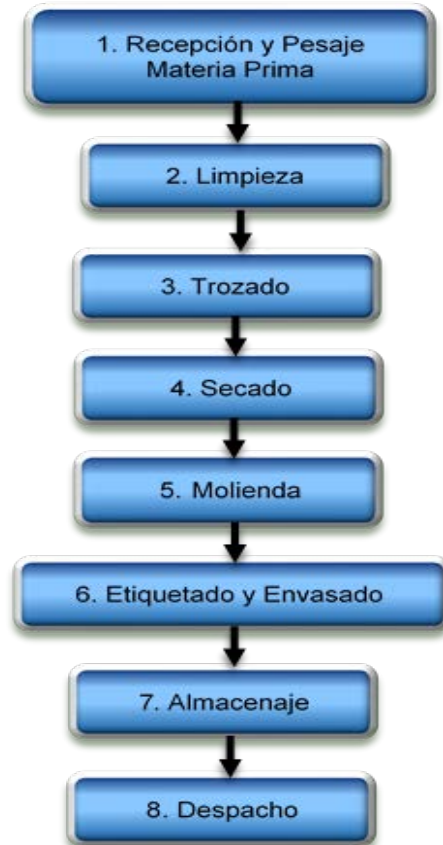 1. Recepción y Pesaje
Materia Prima
2. Limpieza
3. Trozado
4. Secado
5. Molienda
6. Etiquetado y Envasado
7. Almacenaje
8. Despacho